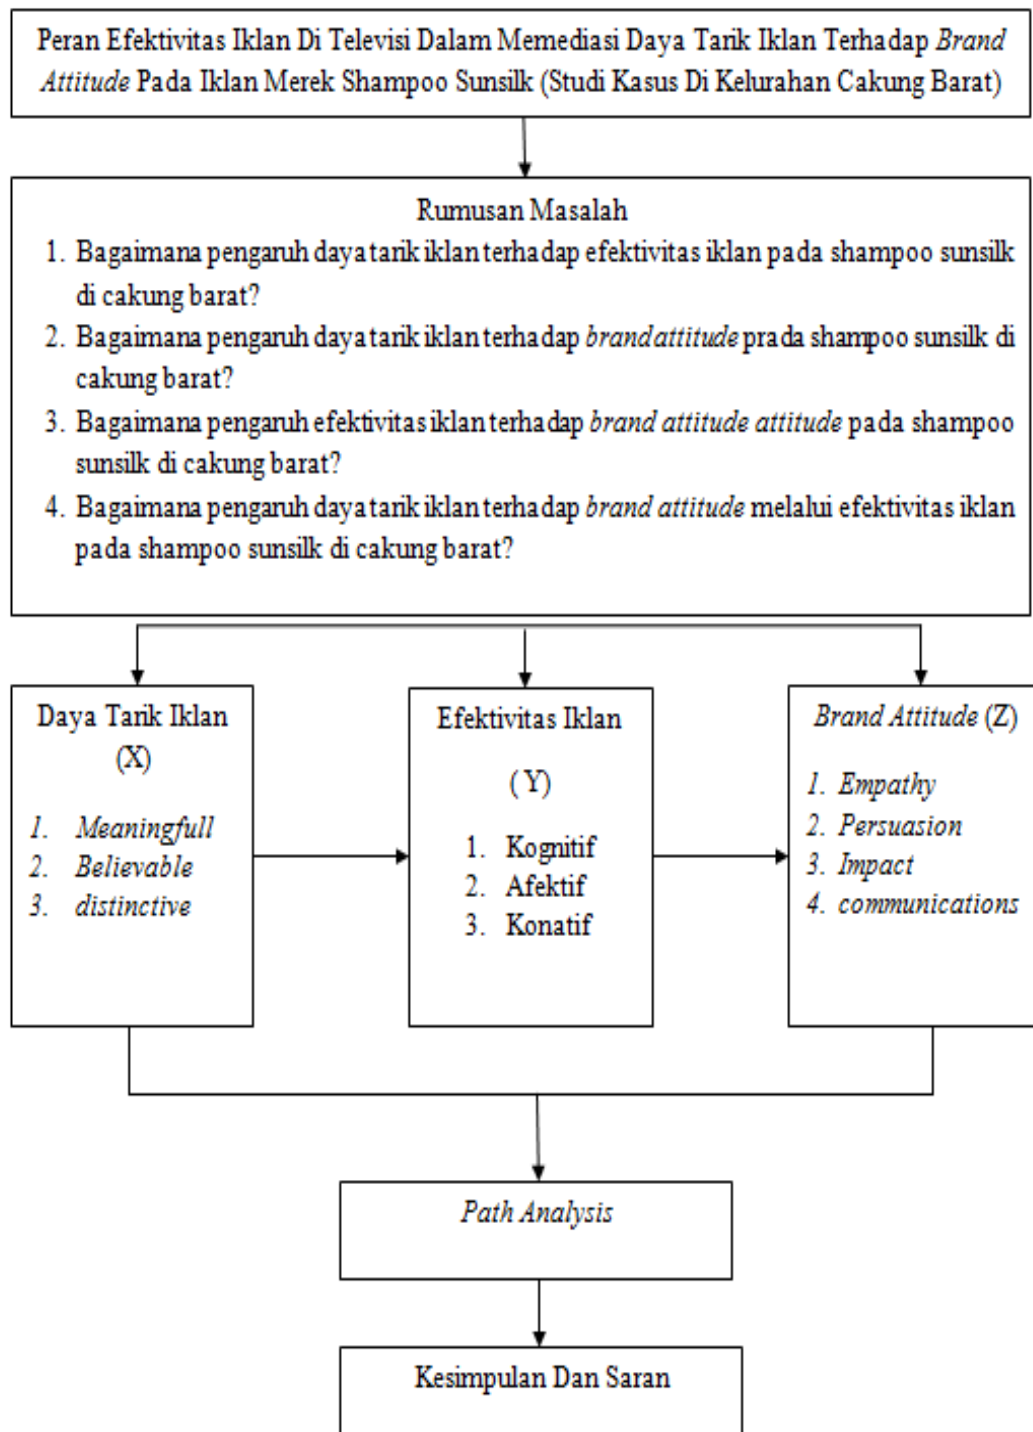 Peran Efektivitas Iklan Di Televisi Dalam Memediasi Daya Tarik Iklan Terhadap Brand
Attitude Pada Iklan Merek Shampoo Sunsilk (Studi Kasus Di Kelurahan Cakung Barat)
Rumusan Masalah
1. Bagaimana pengaruh daya tarik iklan terhadap efektivitas iklan pada shampoo sunsilk
di cakung barat?
2. Bagaimana pengaruh daya tarik iklan terhadap brand attitude prada shampoo sunsilk di
cakung barat?
3. Bagaimana pengaruh efektivitas iklan terhadap brand attitude attitude pada shampoo
sunsilk di cakung barat?
4. Bagaimana pengaruh daya tarik iklan terhadap brand attitude melalui efektivitas iklan
pada shampoo sunsilk di cakung barat?
Daya Tarik Iklan
(X)
1. Meaningfull
2. Believable
3. distinctive
Efektivitas Iklan
( Y)
1. Kognitif
2. Afektif
3. Konatif
Brand Attitude (Z)
1. Empathy
2. Persuasion
3. Impact
4. communications
Path Analysis
Kesimpulan Dan Saran